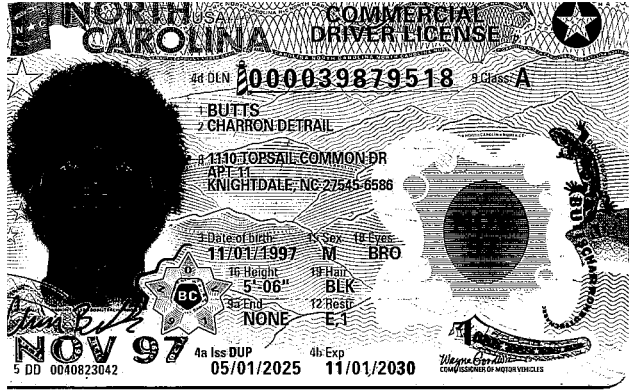 NORTH CAROLINA USA
COMMERCIAL
DRIVER LICENSE
4d DLN 000039879518 9 Class A
1 BUTTS
2 CHARRON DETRAIL
8 1110 TOPSAIL COMMON DR
APT 11
KNIGHTDALE, NC 27545-6586
3 Date of birth 15 Sex 18 Eyes
11/01/1997 M BRO
16 Height 19 Hair
5'-06" BLK
9a End 12 Restr
NONE E,1
BC
NOV 97
4a Iss DUP 4b Exp
05/01/2025 11/01/2030
5 DD 0040823042
COMMISSIONER OF MOTOR VEHICLES